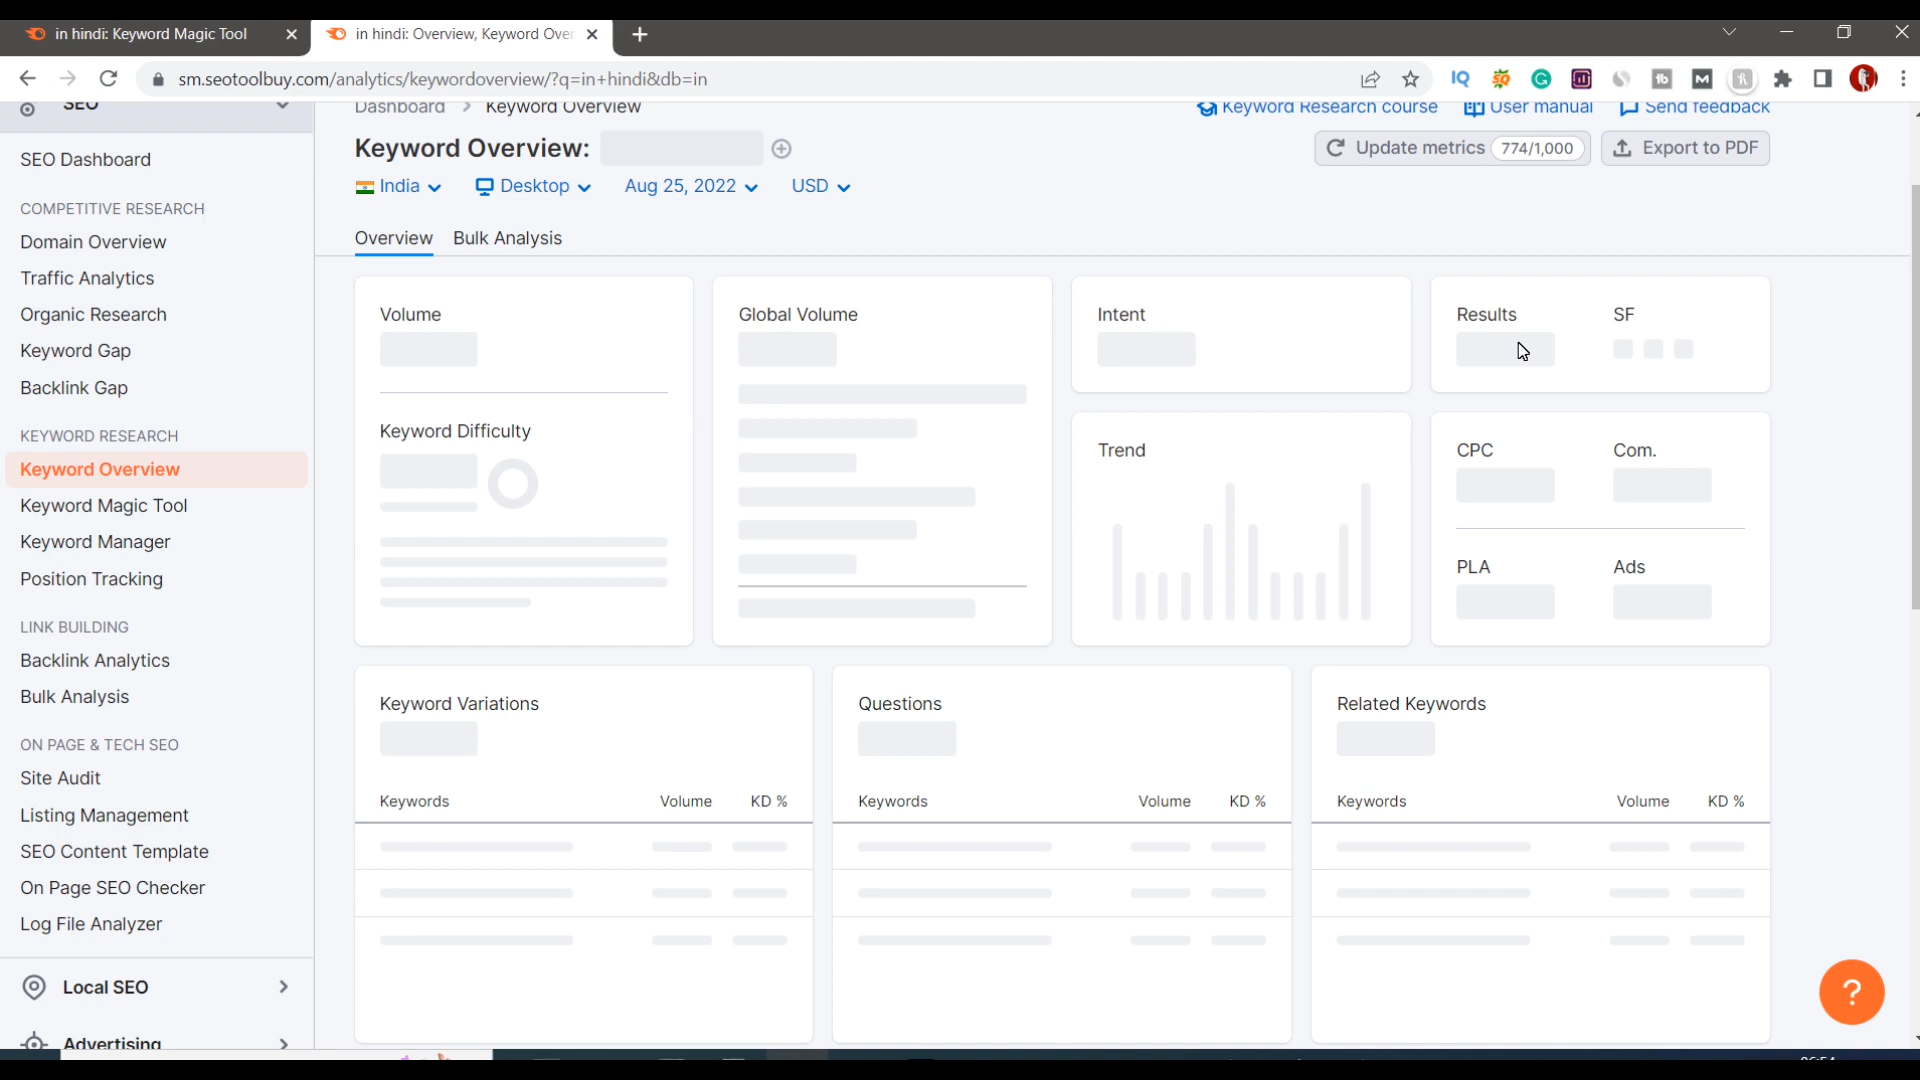 in hindi: Keyword Magic Tool
in hindi: Overview, Keyword Over
sm.seotoolbuy.com/analytics/keywordoverview/?q=in+hindi&db=in
SEO
Dashboard > Keyword Overview
Keyword Research course
User manual
Send feedback
Keyword Overview:
Update metrics 774/1,000
Export to PDF
India
Desktop
Aug 25, 2022
USD
Overview
Bulk Analysis
SEO Dashboard
COMPETITIVE RESEARCH
Domain Overview
Traffic Analytics
Organic Research
Keyword Gap
Backlink Gap
KEYWORD RESEARCH
Keyword Overview
Keyword Magic Tool
Keyword Manager
Position Tracking
LINK BUILDING
Backlink Analytics
Bulk Analysis
ON PAGE & TECH SEO
Site Audit
Listing Management
SEO Content Template
On Page SEO Checker
Log File Analyzer
Local SEO
Advertising
Volume
Keyword Difficulty
Global Volume
Intent
Trend
Results
SF
CPC
Com.
PLA
Ads
Keyword Variations
Keywords Volume KD %
Questions
Keywords Volume KD %
Related Keywords
Keywords Volume KD %
?